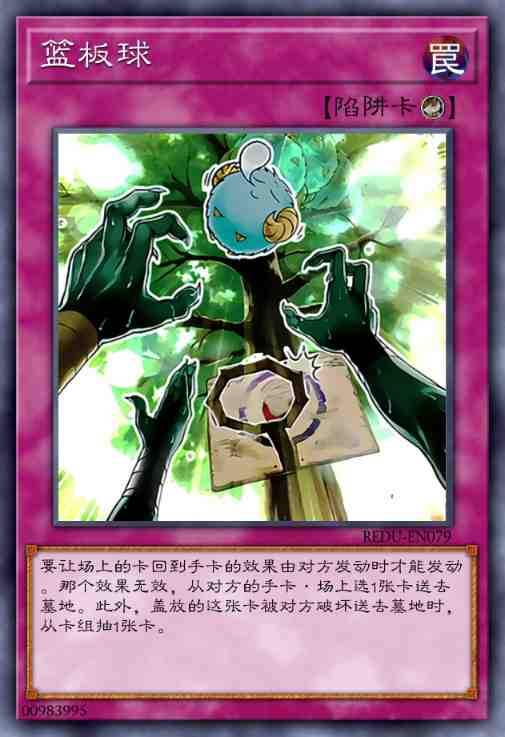 篮板球
罠
【陷阱卡】
REDU-EN079
要让场上的卡回到手卡的效果由对方发动时才能发动
。那个效果无效，从对方的手卡·场上选1张卡送去
墓地。此外，盖放的这张卡被对方破坏送去墓地时，
从卡组抽1张卡。
00983995